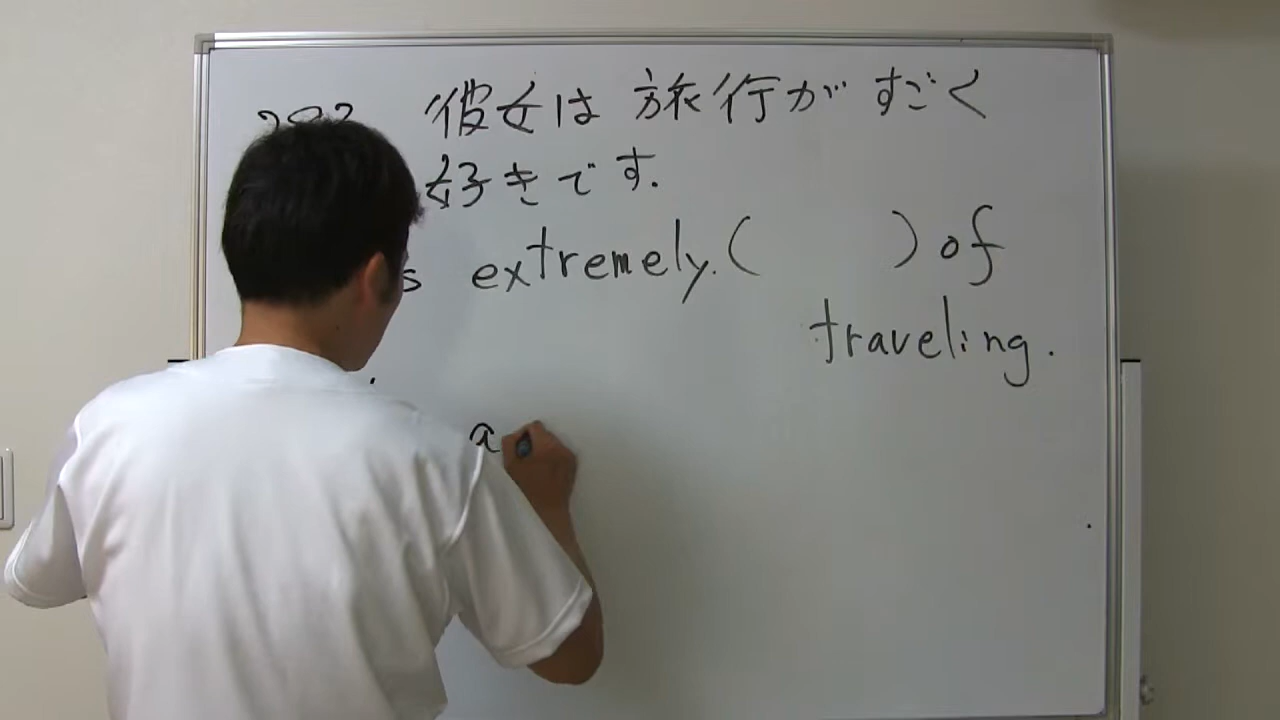 彼女は旅行がすごく
好きです.
s extremely.( ) of
traveling.
a